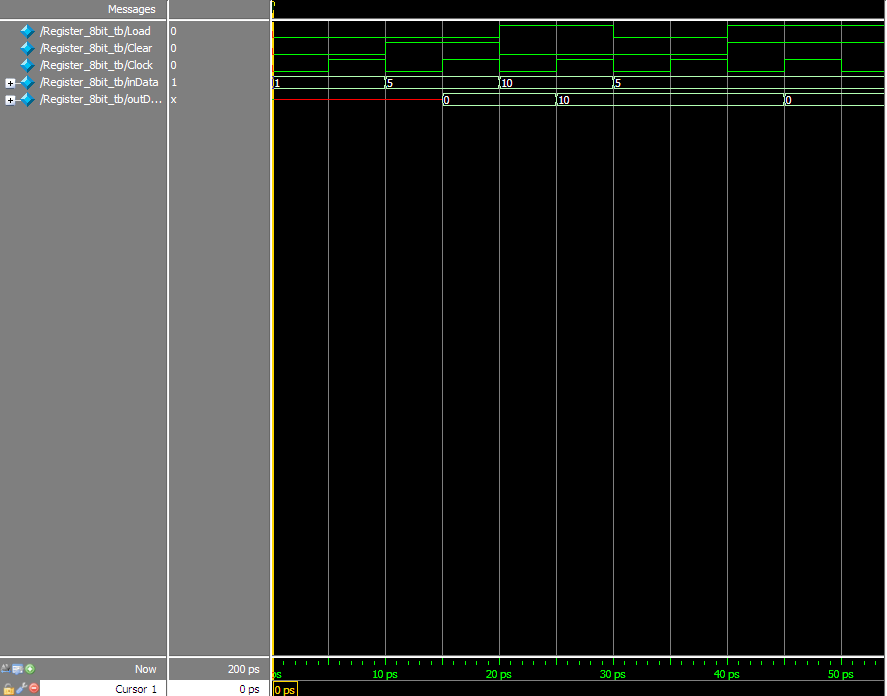 Messages
/Register_8bit_tb/Load 0
/Register_8bit_tb/Clear 0
/Register_8bit_tb/Clock 0
/Register_8bit_tb/inData 1 1 5 10 5
/Register_8bit_tb/outD... x 0 10 0
Now 200 ps ps 10 ps 20 ps 30 ps 40 ps 50 ps
Cursor 1 0 ps 0 ps